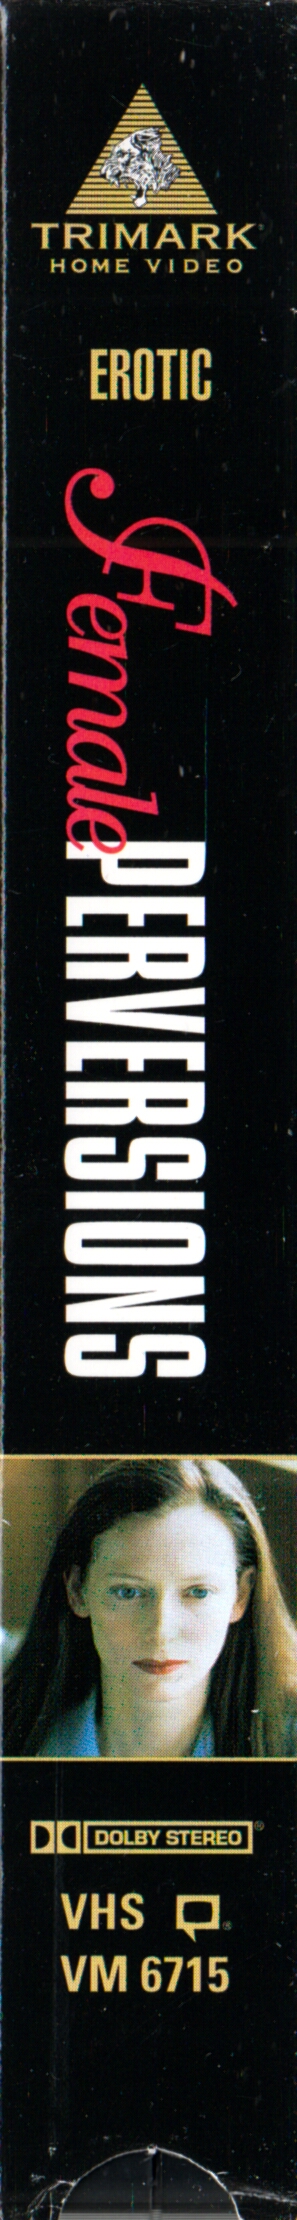 TRIMARK
HOME VIDEO
EROTIC
Female
PERVERSIONS
DOLBY STEREO ®
VHS
VM 6715